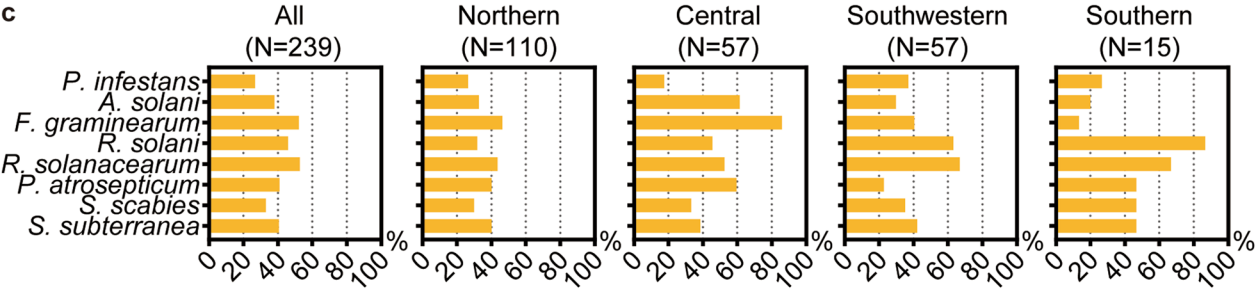 c
All
(N=239)
Northern
(N=110)
Central
(N=57)
Southwestern
(N=57)
Southern
(N=15)
P. infestans
A. solani
F. graminearum
R. solani
R. solanacearum
P. atrosepticum
S. scabies
S. subterranea
0 20 40 60 80 100 %
0 20 40 60 80 100 %
0 20 40 60 80 100 %
0 20 40 60 80 100 %
0 20 40 60 80 100 %